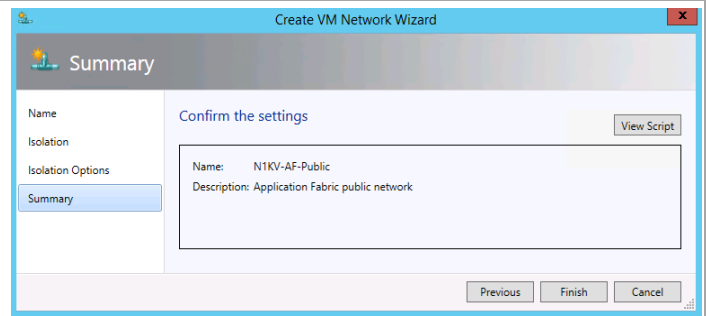 Create VM Network Wizard
x
Summary
Name
Isolation
Isolation Options
Summary
Confirm the settings
View Script
Name: N1KV-AF-Public
Description: Application Fabric public network
Previous Finish Cancel